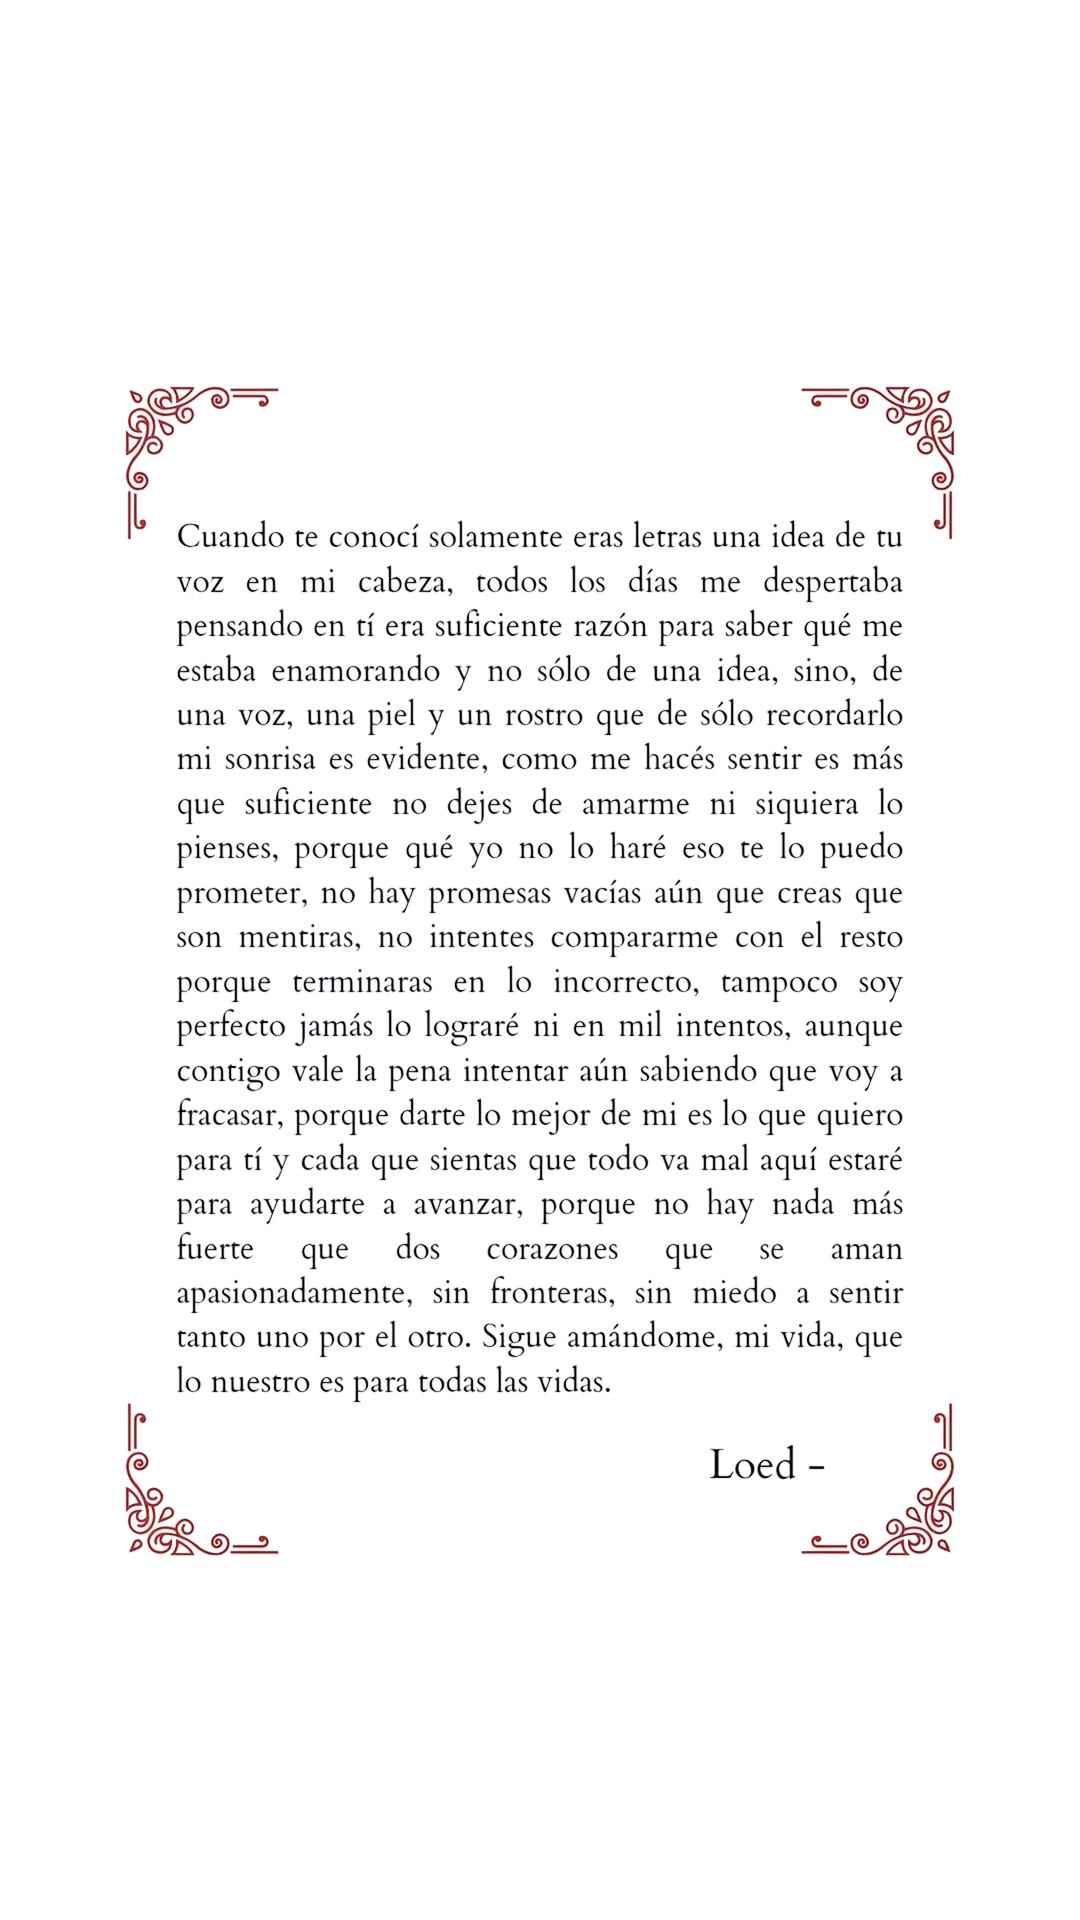 Cuando te conocí solamente eras letras una idea de tu
voz en mi cabeza, todos los días me despertaba
pensando en tí era suficiente razón para saber qué me
estaba enamorando y no sólo de una idea, sino, de
una voz, una piel y un rostro que de sólo recordarlo
mi sonrisa es evidente, como me hacés sentir es más
que suficiente no dejes de amarme ni siquiera lo
pienses, porque qué yo no lo haré eso te lo puedo
prometer, no hay promesas vacías aún que creas que
son mentiras, no intentes compararme con el resto
porque terminaras en lo incorrecto, tampoco soy
perfecto jamás lo lograré ni en mil intentos, aunque
contigo vale la pena intentar aún sabiendo que voy a
fracasar, porque darte lo mejor de mi es lo que quiero
para tí y cada que sientas que todo va mal aquí estaré
para ayudarte a avanzar, porque no hay nada más
fuerte que dos corazones que se aman
apasionadamente, sin fronteras, sin miedo a sentir
tanto uno por el otro. Sigue amándome, mi vida, que
lo nuestro es para todas las vidas.
Loed -